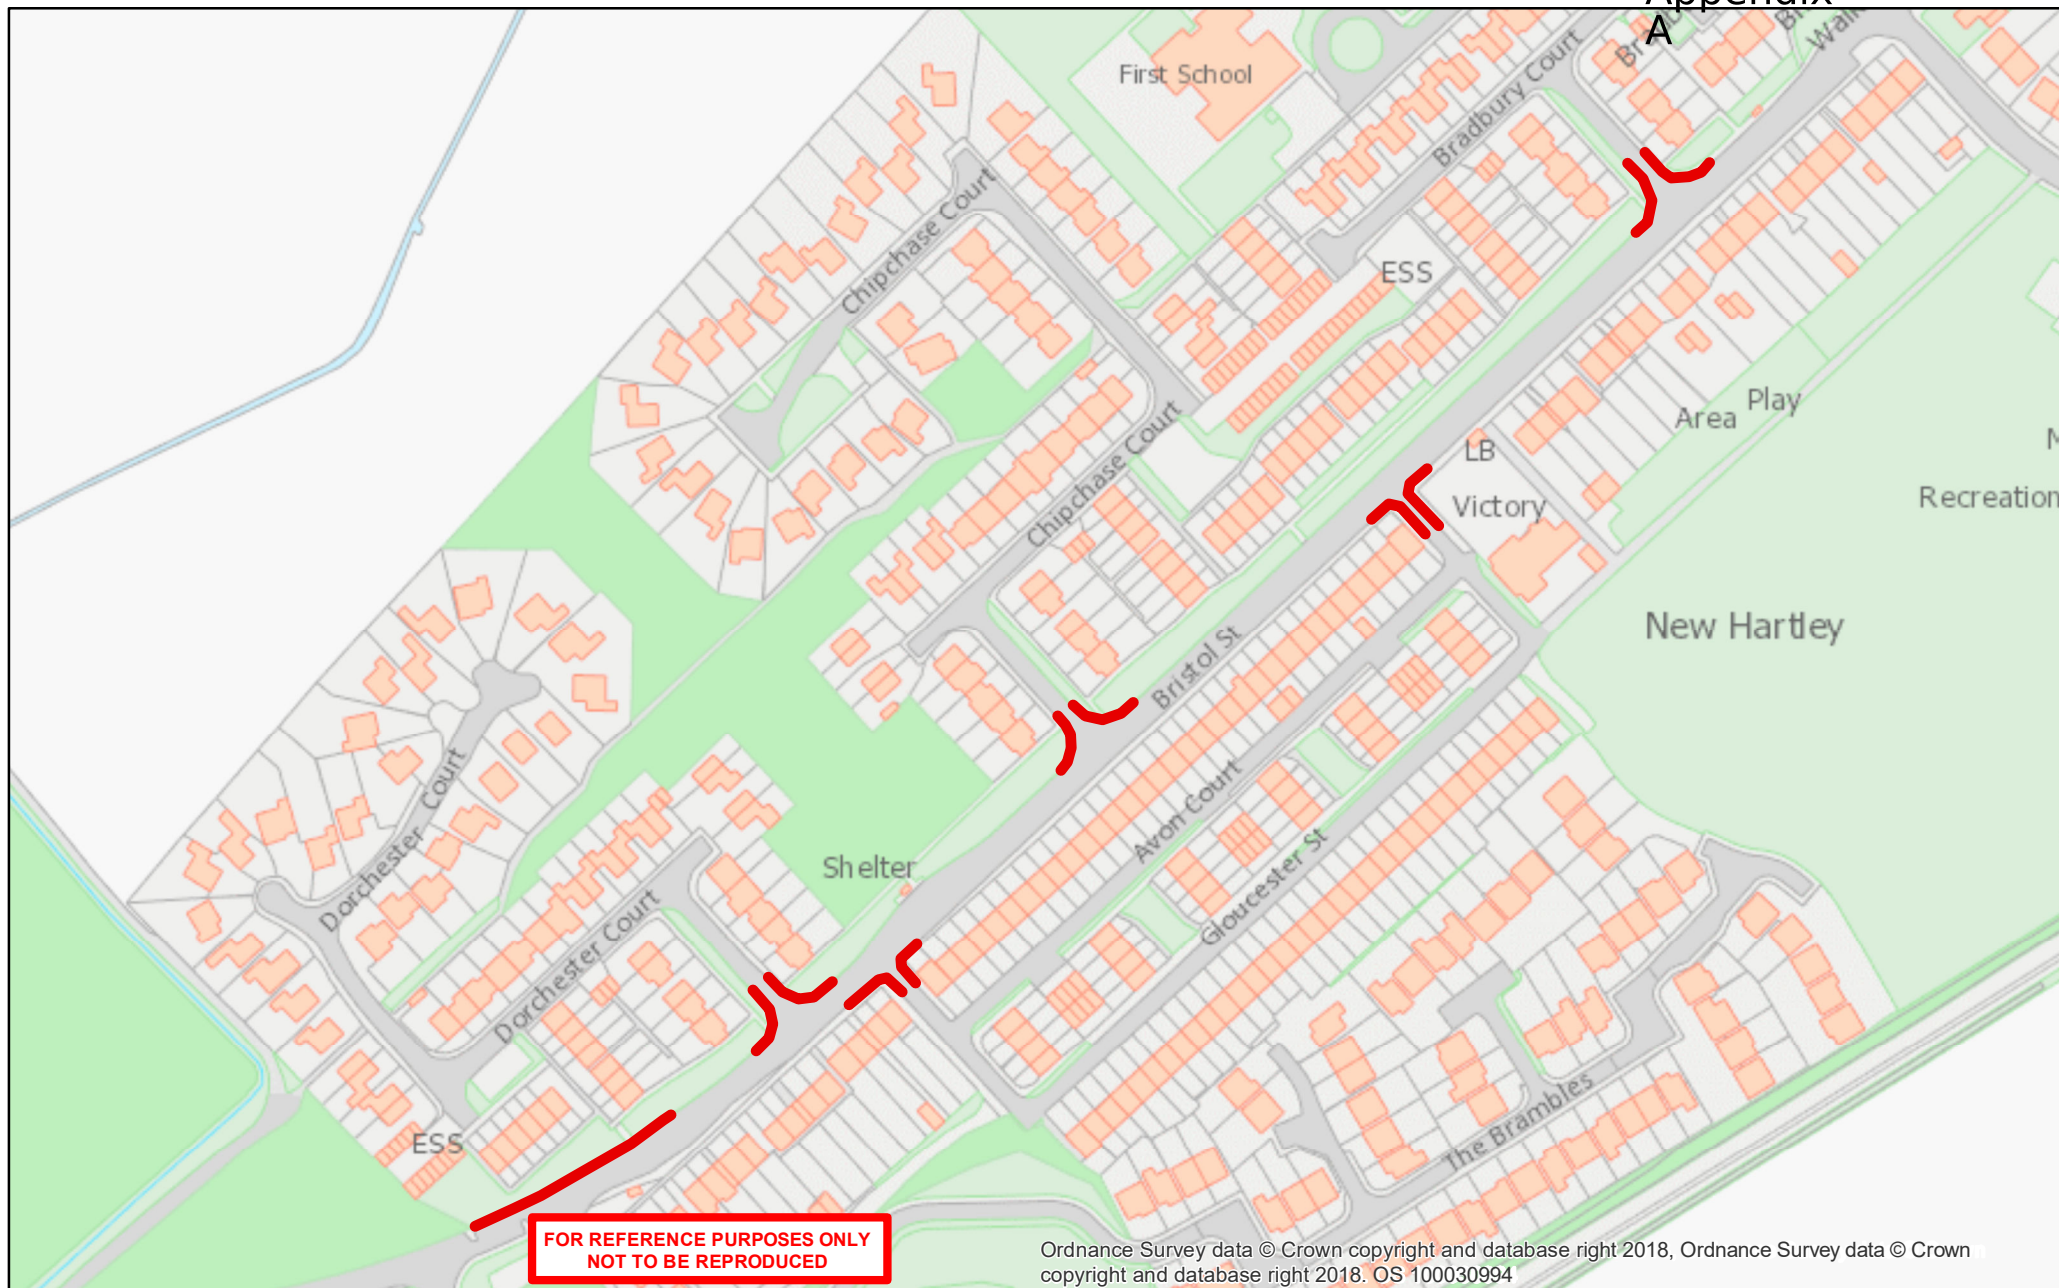 Appendix
A
First School
Bradbury Court
Walk
Chipchase Court
ESS
Play
Area
LB
Victory
Recreation
Chipchase Court
New Hartley
Bristol St
Dorchester Court
Avon Court
Gloucester St
Shelter
Dorchester Court
The Brambles
ESS
FOR REFERENCE PURPOSES ONLY
NOT TO BE REPRODUCED
Ordnance Survey data © Crown copyright and database right 2018, Ordnance Survey data © Crown
copyright and database right 2018. OS 100030994